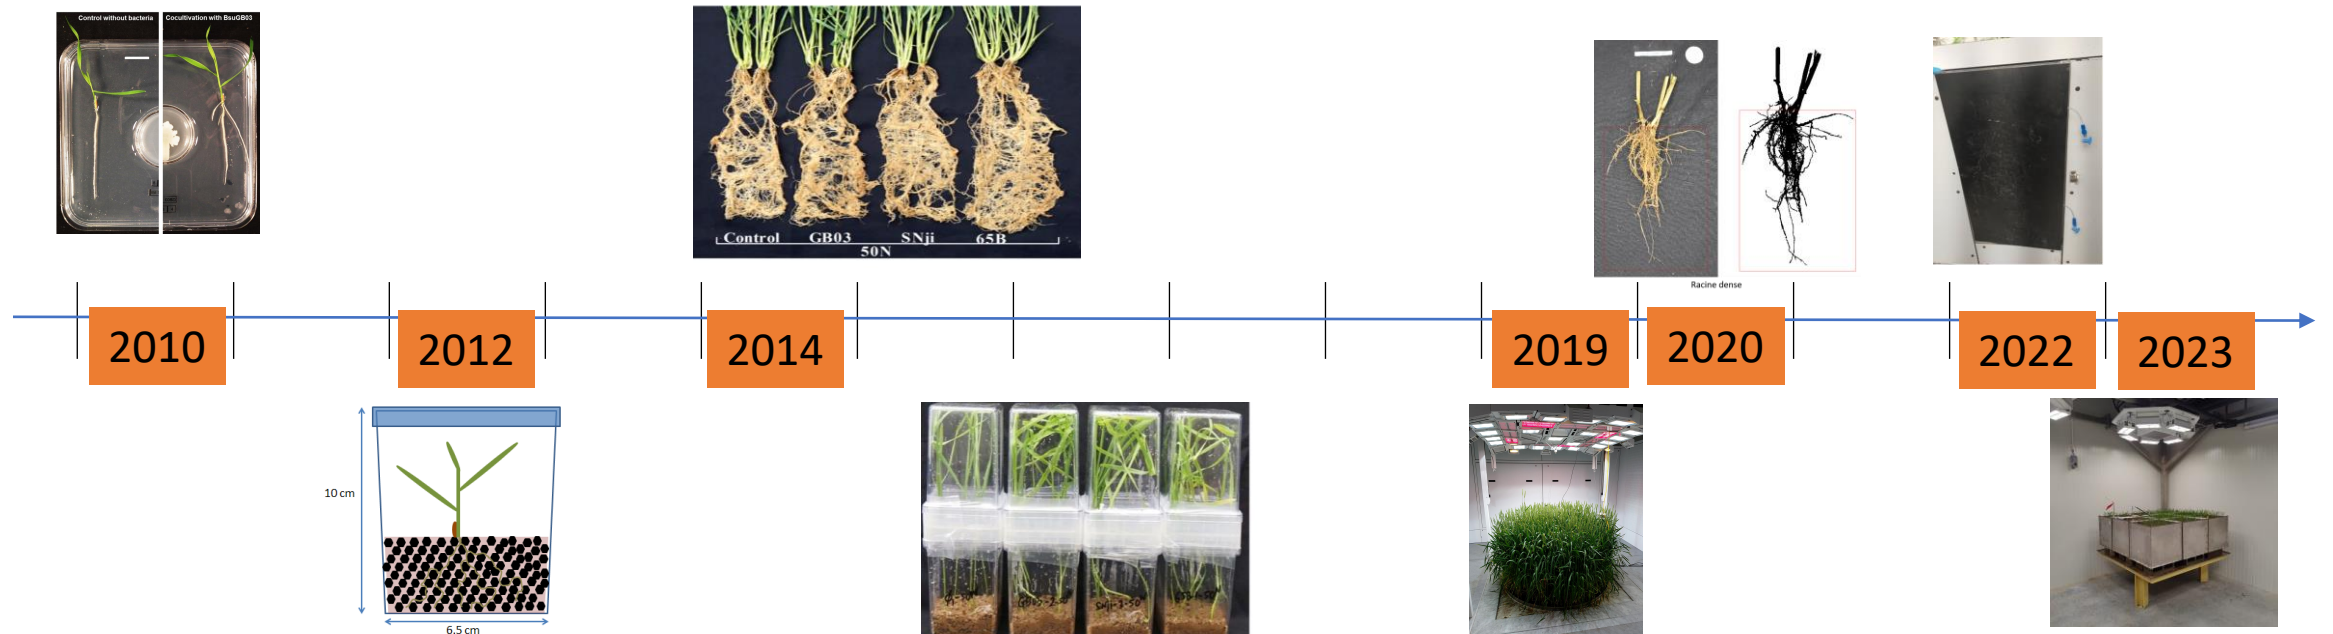 Control without bacteria
Cocultivation with BsuGB03
Control GB03 SNji 65B
50N
Racine dense
2010
2012
2014
2019
2020
2022
2023
10 cm
6.5 cm